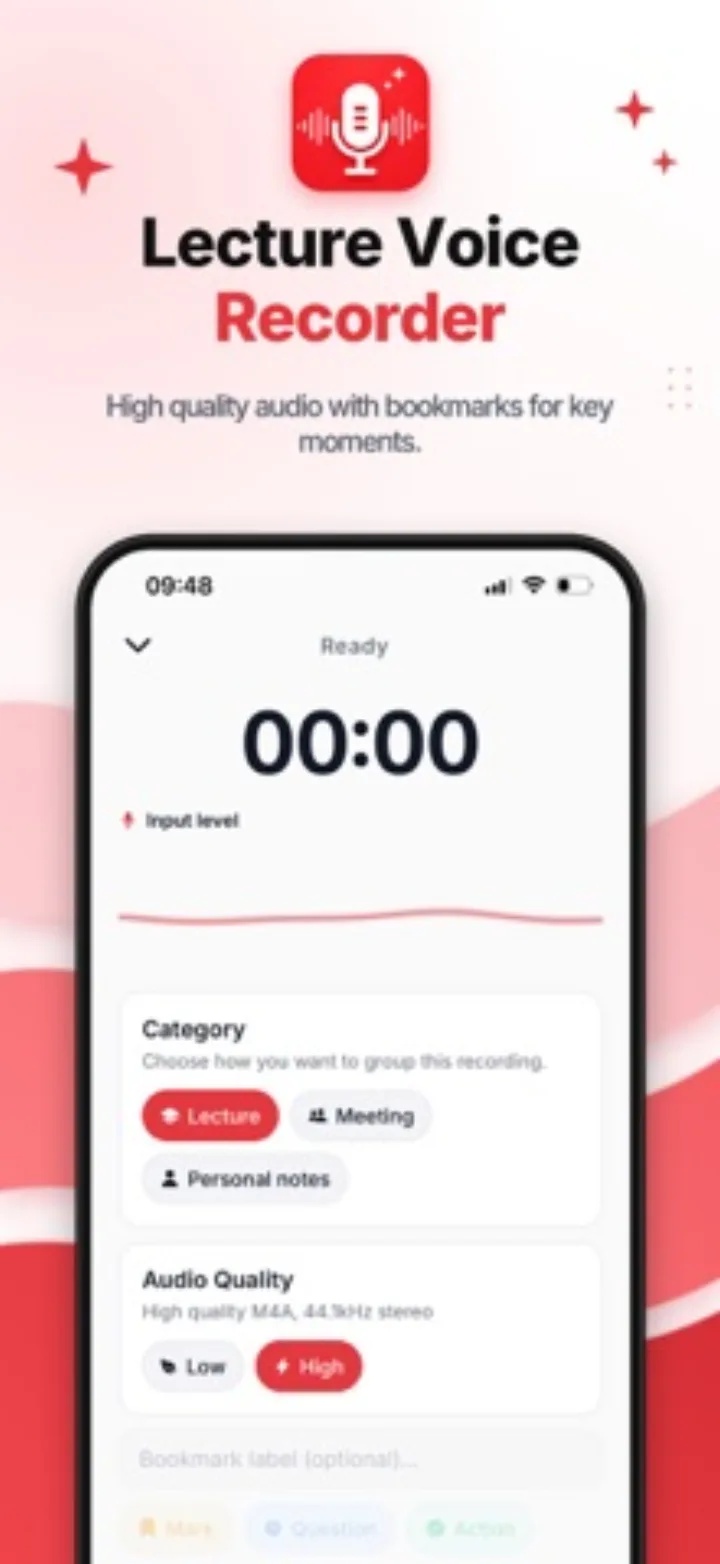 Lecture Voice
Recorder
High quality audio with bookmarks for key
moments.
09:48
Ready
00:00
Input level
Category
Choose how you want to group this recording.
Lecture
Meeting
Personal notes
Audio Quality
High quality M4A, 44.1kHz stereo
Low
High
Bookmark label (optional)...
Mark
Question
Action